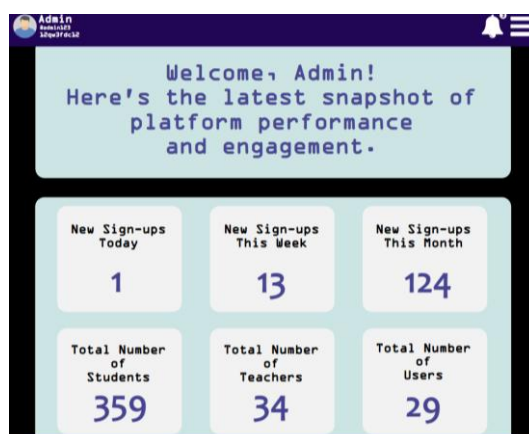 Admin
Welcome, Admin!
Here's the latest snapshot of
platform performance
and engagement.
New Sign-ups
Today
1
New Sign-ups
This Week
13
New Sign-ups
This Month
124
Total Number
of
Students
359
Total Number
of
Teachers
34
Total Number
of
Users
29